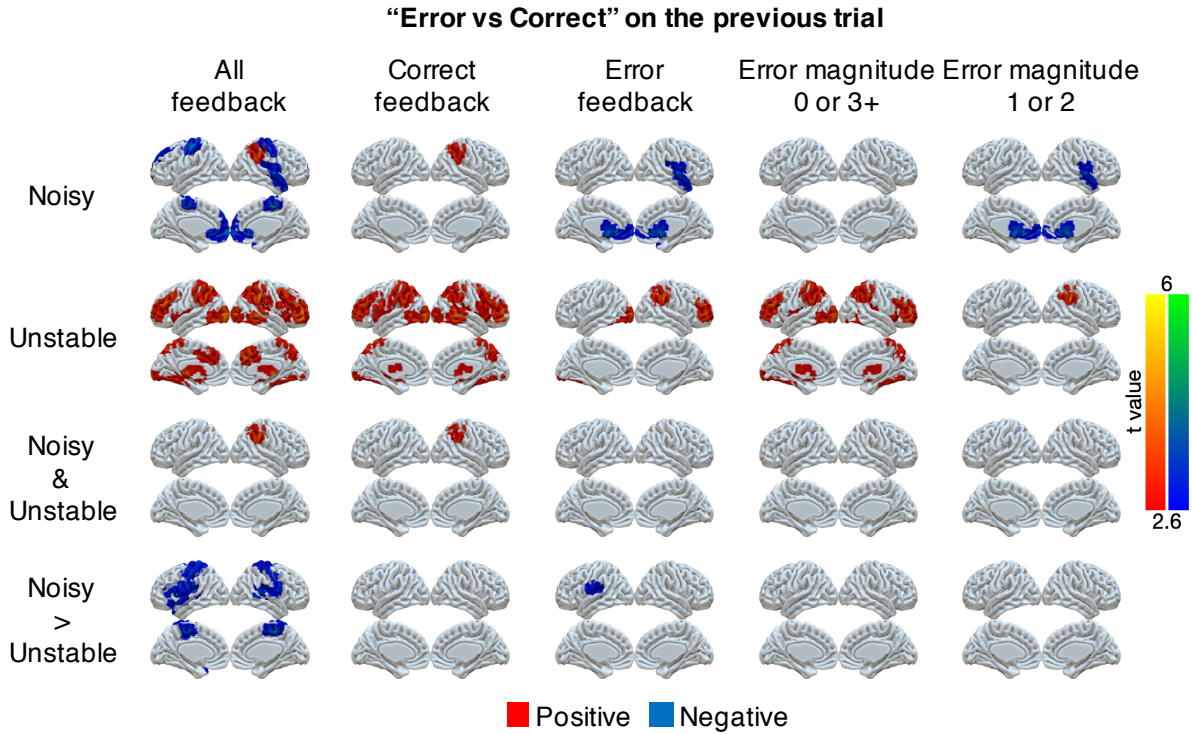 “Error vs Correct” on the previous trial
All
feedback
Correct
feedback
Error
feedback
Error magnitude
0 or 3+
Error magnitude
1 or 2
Noisy
Unstable
Noisy
&
Unstable
Noisy
>
Unstable
6
t value
2.6
Positive
Negative